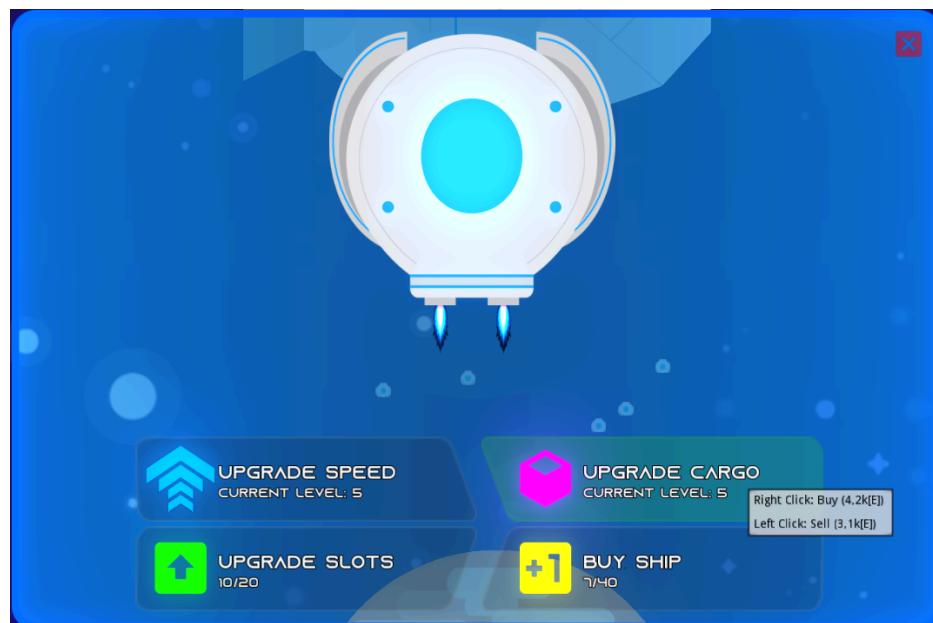 UPGRADE SPEED
CURRENT LEVEL: 5
UPGRADE CARGO
CURRENT LEVEL: 5
Right Click: Buy (4,2k[E])
Left Click: Sell (3,1k[E])
UPGRADE SLOTS
10/20
+1
BUY SHIP
7/40